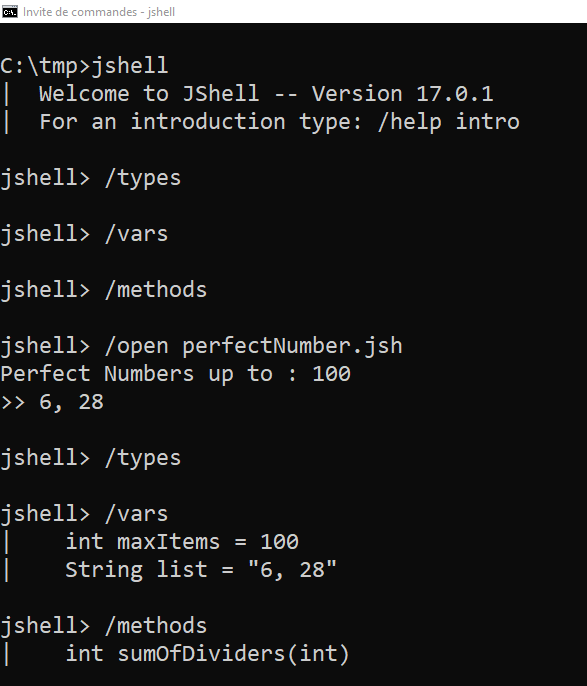 Invite de commandes - jshell
C:\tmp>jshell
|  Welcome to JShell -- Version 17.0.1
|  For an introduction type: /help intro
jshell> /types
jshell> /vars
jshell> /methods
jshell> /open perfectNumber.jsh
Perfect Numbers up to : 100
>> 6, 28
jshell> /types
jshell> /vars
|    int maxItems = 100
|    String list = "6, 28"
jshell> /methods
|    int sumOfDividers(int)